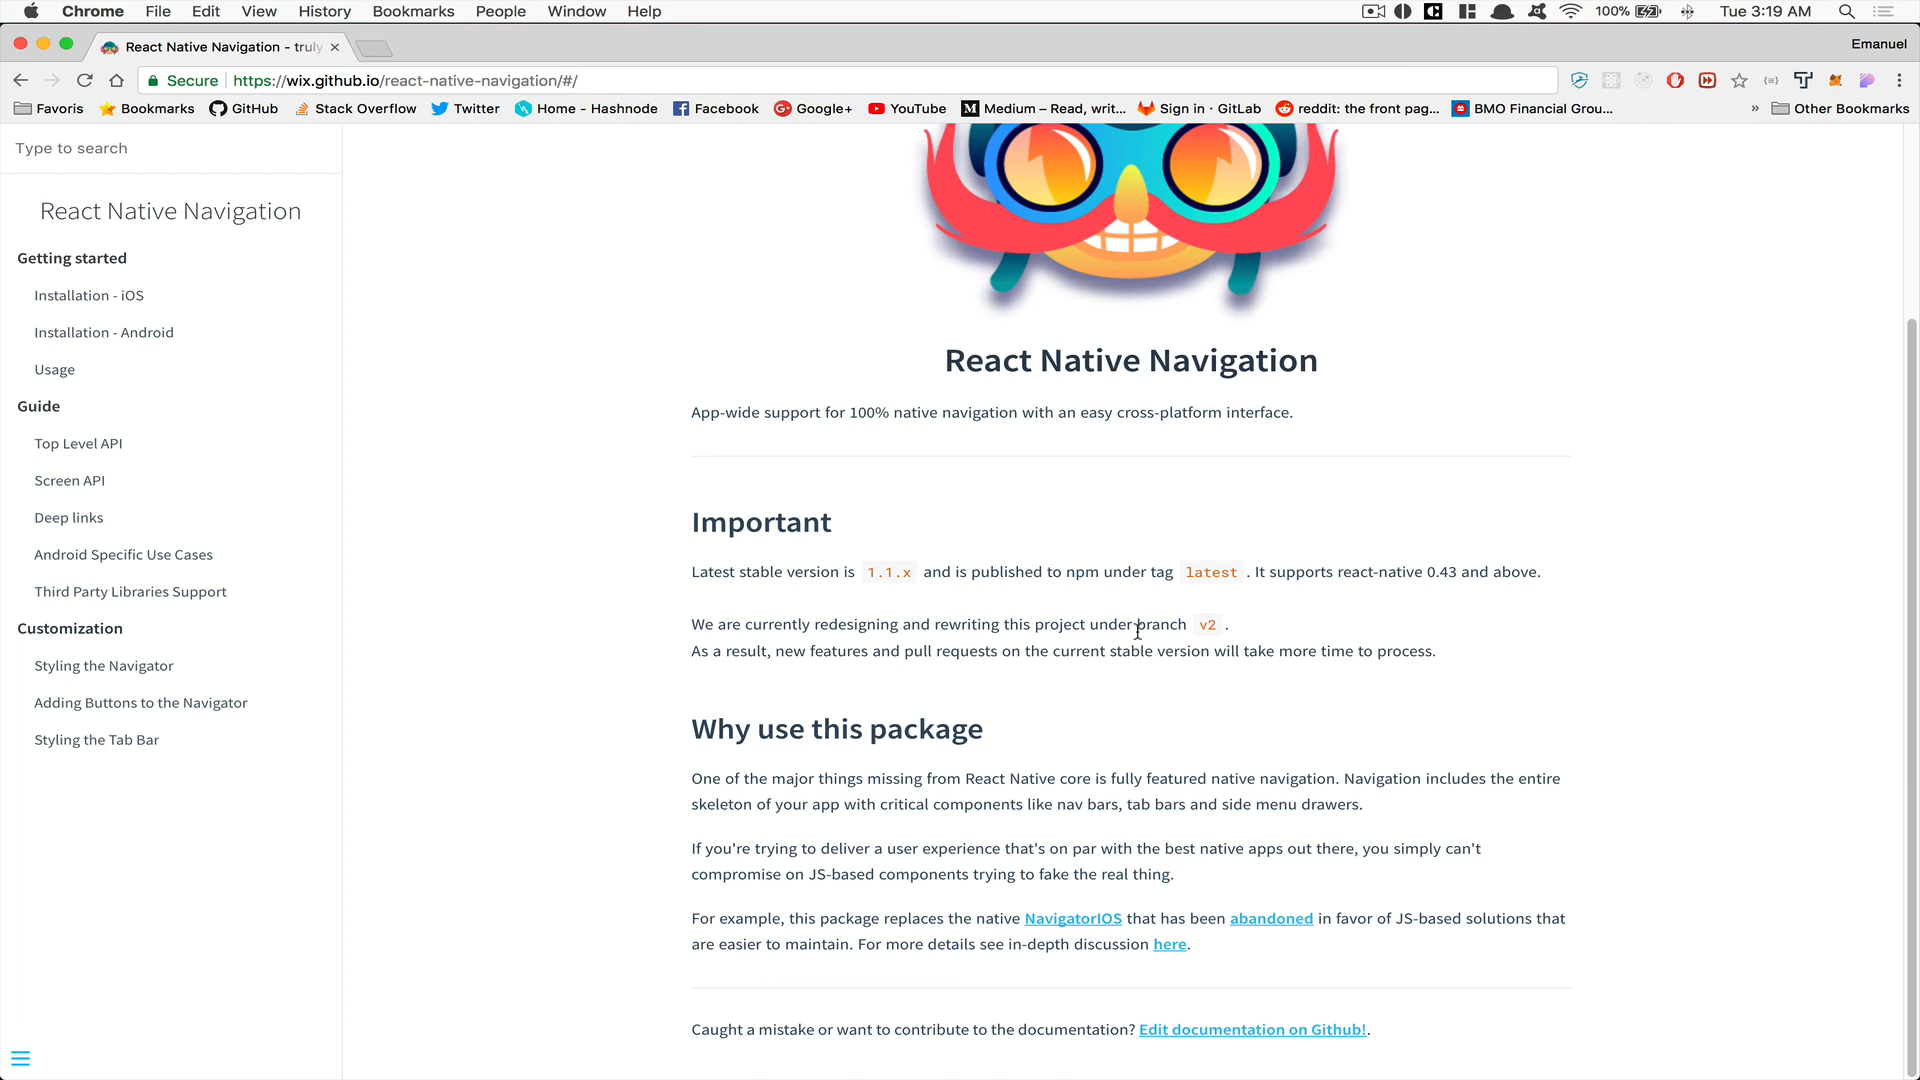 Chrome File Edit View History Bookmarks People Window Help 100% Tue 3:19 AM
React Native Navigation - truly Emanuel
Secure https://wix.github.io/react-native-navigation/#/
Favoris Bookmarks GitHub Stack Overflow Twitter Home - Hashnode Facebook Google+ YouTube Medium – Read, writ... Sign in · GitLab reddit: the front pag... BMO Financial Grou... » Other Bookmarks
Type to search
React Native Navigation
Getting started
Installation - iOS
Installation - Android
Usage
Guide
Top Level API
Screen API
Deep links
Android Specific Use Cases
Third Party Libraries Support
Customization
Styling the Navigator
Adding Buttons to the Navigator
Styling the Tab Bar
React Native Navigation
App-wide support for 100% native navigation with an easy cross-platform interface.
Important
Latest stable version is 1.1.x and is published to npm under tag latest . It supports react-native 0.43 and above.
We are currently redesigning and rewriting this project under branch v2 .
As a result, new features and pull requests on the current stable version will take more time to process.
Why use this package
One of the major things missing from React Native core is fully featured native navigation. Navigation includes the entire
skeleton of your app with critical components like nav bars, tab bars and side menu drawers.
If you're trying to deliver a user experience that's on par with the best native apps out there, you simply can't
compromise on JS-based components trying to fake the real thing.
For example, this package replaces the native NavigatorIOS that has been abandoned in favor of JS-based solutions that
are easier to maintain. For more details see in-depth discussion here.
Caught a mistake or want to contribute to the documentation? Edit documentation on Github!.